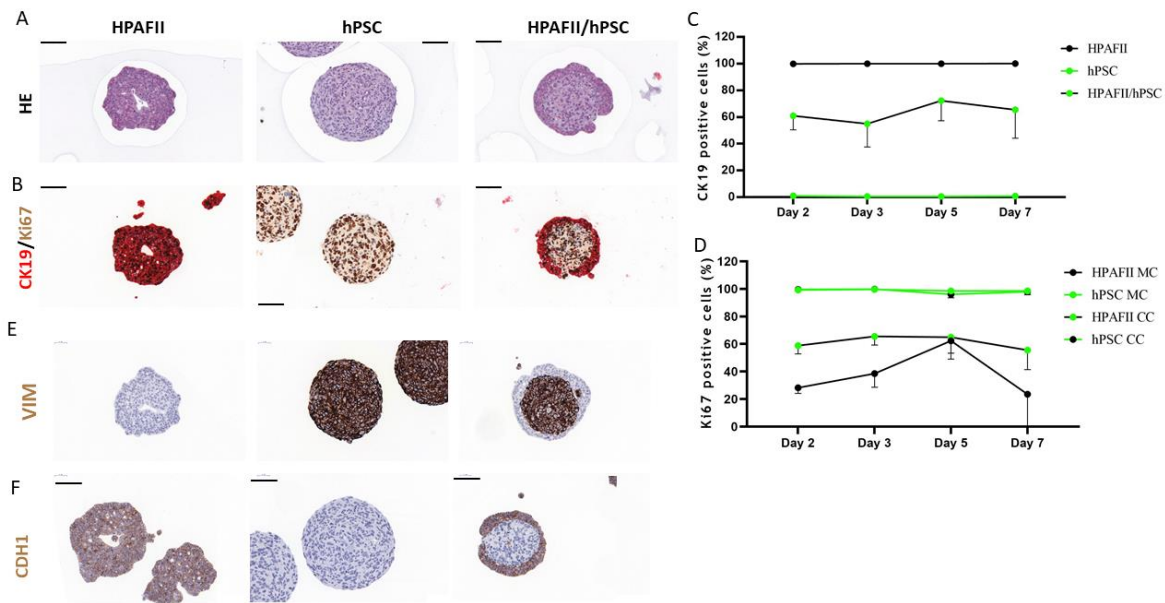 A
HPAFII
hPSC
HPAFII/hPSC
HE
B
CK19/Ki67
E
VIM
F
CDH1
C
CK19 positive cells (%)
120
100
80
60
40
20
0
Day 2 Day 3 Day 5 Day 7
HPAFII
hPSC
HPAFII/hPSC
D
Ki67 positive cells (%)
120
100
80
60
40
20
0
Day 2 Day 3 Day 5 Day 7
HPAFII MC
hPSC MC
HPAFII CC
hPSC CC